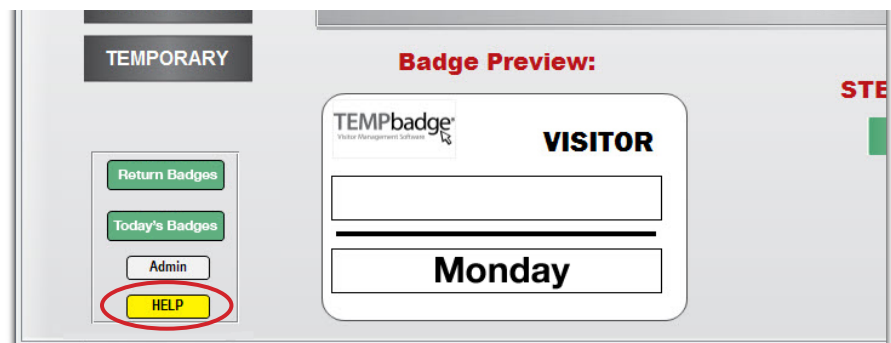 TEMPORARY
Badge Preview:
STE
TEMPbadge
Visitor Management Software
VISITOR
Monday
Return Badges
Today's Badges
Admin
HELP